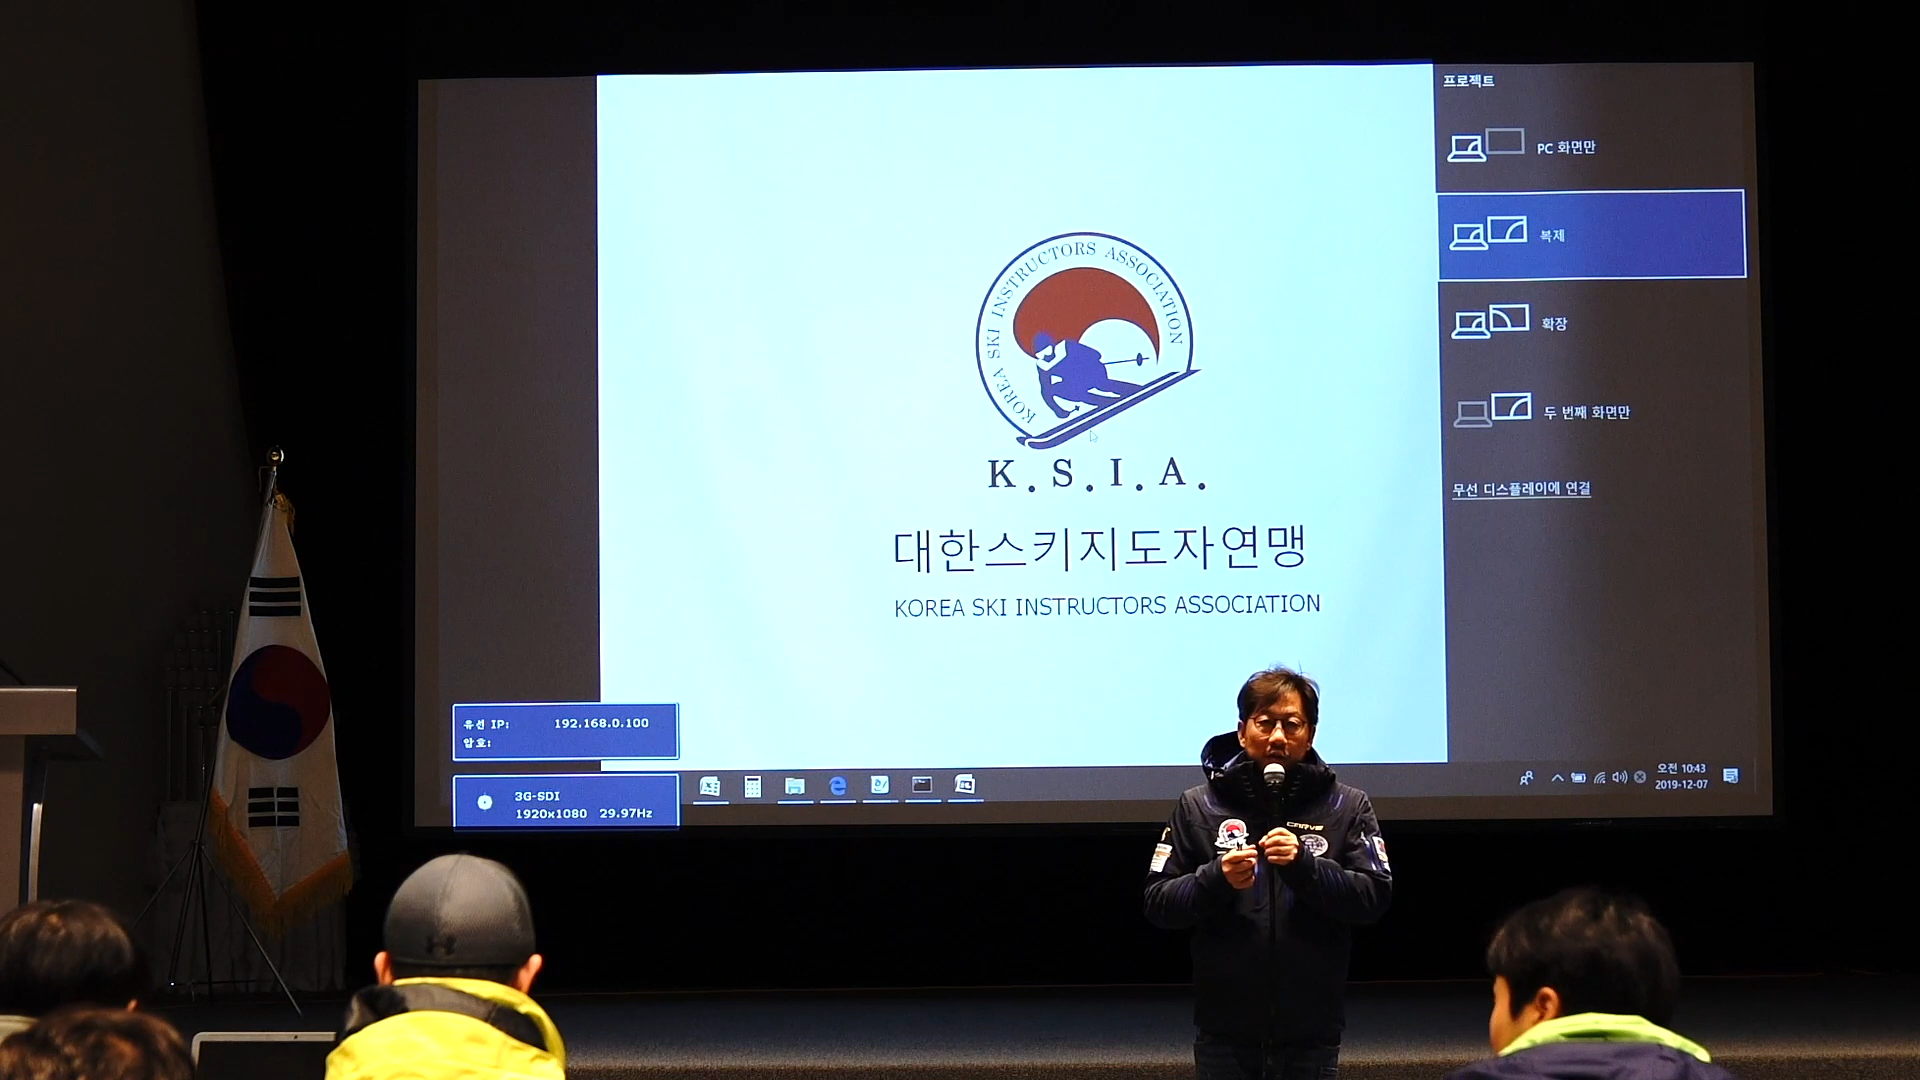 프로젝트
PC 화면만
복제
확장
두 번째 화면만
무선 디스플레이에 연결
KOREA SKI INSTRUCTORS ASSOCIATION
K.S.I.A.
대한스키지도자연맹
KOREA SKI INSTRUCTORS ASSOCIATION
유선 IP: 192.168.0.100
암호:
3G-SDI
1920x1080 29.97Hz
오전 10:43
2019-12-07
CARVE